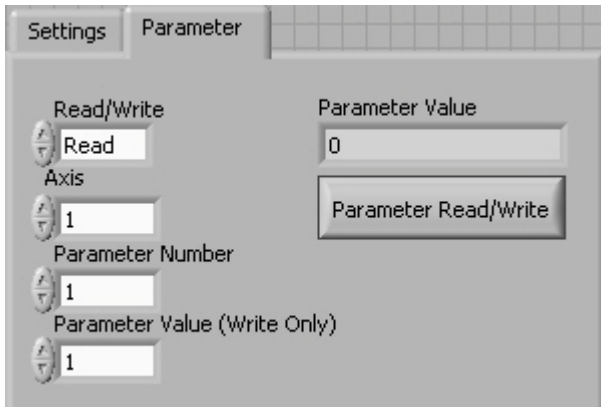 Settings
Parameter
Read/Write
Read
Axis
1
Parameter Number
1
Parameter Value (Write Only)
1
Parameter Value
0
Parameter Read/Write